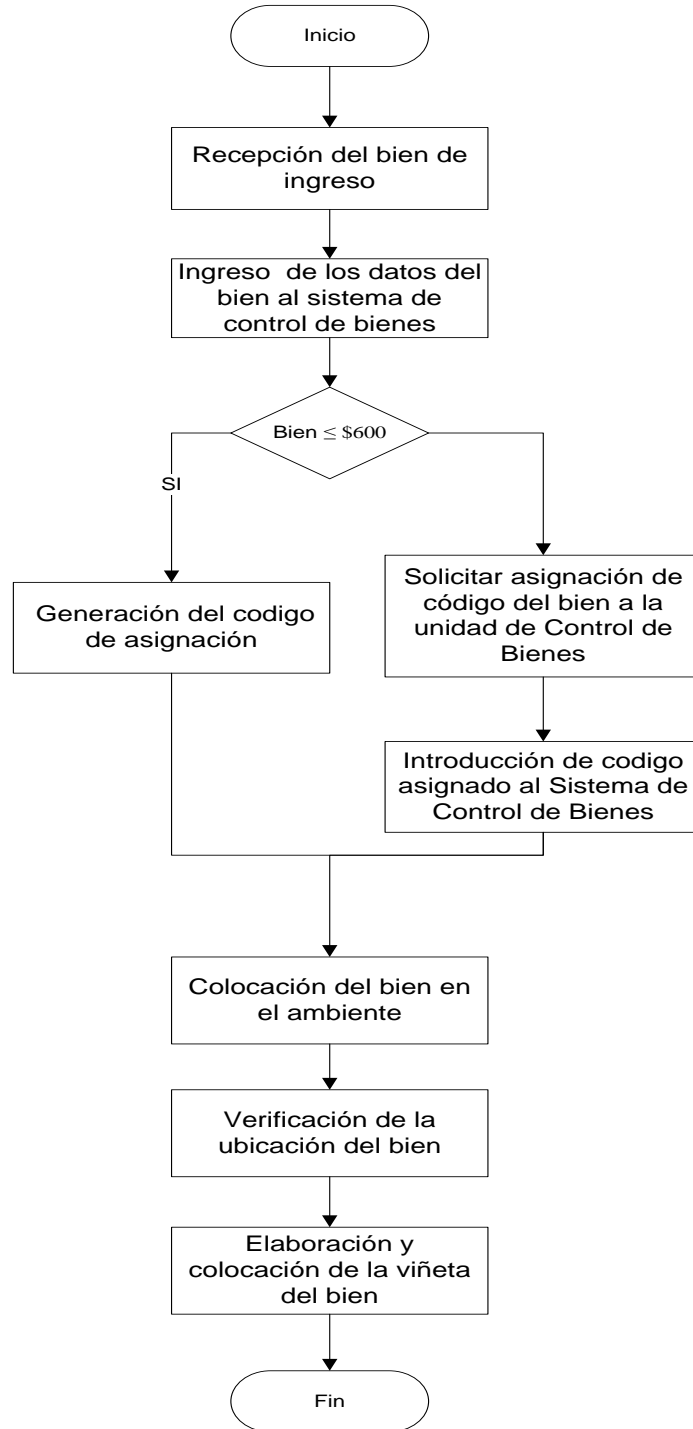 Inicio
Recepción del bien de
ingreso
Ingreso de los datos del
bien al sistema de
control de bienes
Bien ≤ $600
SI
Generación del codigo
de asignación
Solicitar asignación de
código del bien a la
unidad de Control de
Bienes
Introducción de codigo
asignado al Sistema de
Control de Bienes
Colocación del bien en
el ambiente
Verificación de la
ubicación del bien
Elaboración y
colocación de la viñeta
del bien
Fin